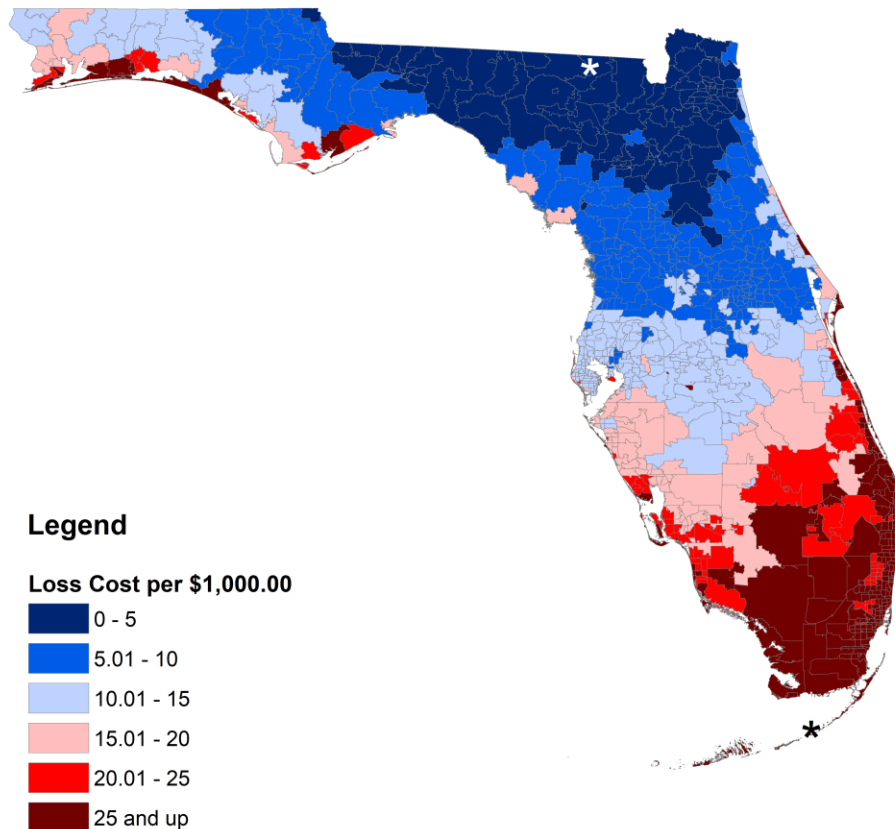 *
*
Legend
Loss Cost per $1,000.00
0 - 5
5.01 - 10
10.01 - 15
15.01 - 20
20.01 - 25
25 and up